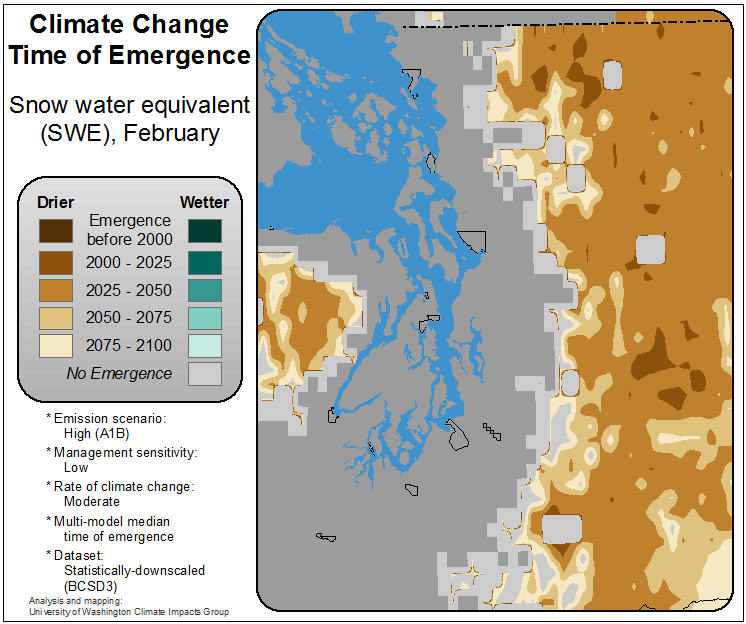 Climate Change
Time of Emergence
Snow water equivalent
(SWE), February
Drier Wetter
Emergence
before 2000
2000 - 2025
2025 - 2050
2050 - 2075
2075 - 2100
No Emergence
* Emission scenario:
High (A1B)
* Management sensitivity:
Low
* Rate of climate change:
Moderate
* Multi-model median
time of emergence
* Dataset:
Statistically-downscaled
(BCSD3)
Analysis and mapping:
University of Washington Climate Impacts Group